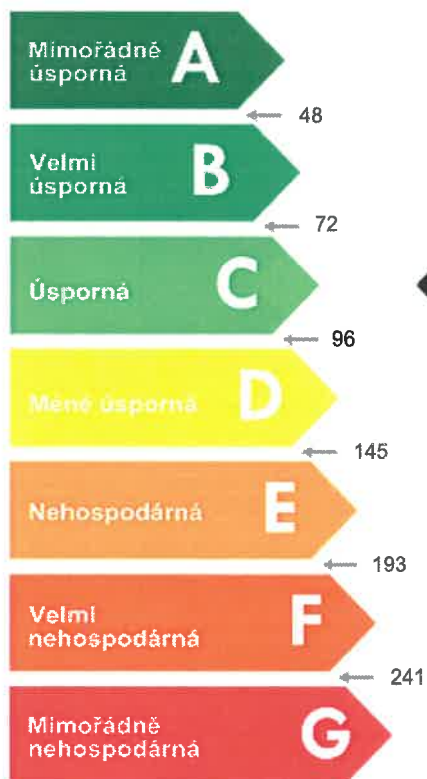 Mimořádně
úsporná A
48
Velmi
úsporná B
72
Úsporná C
96
Méně úsporná D
145
Nehospodárná E
193
Velmi
nehospodárná F
241
Mimořádně
nehospodárná G